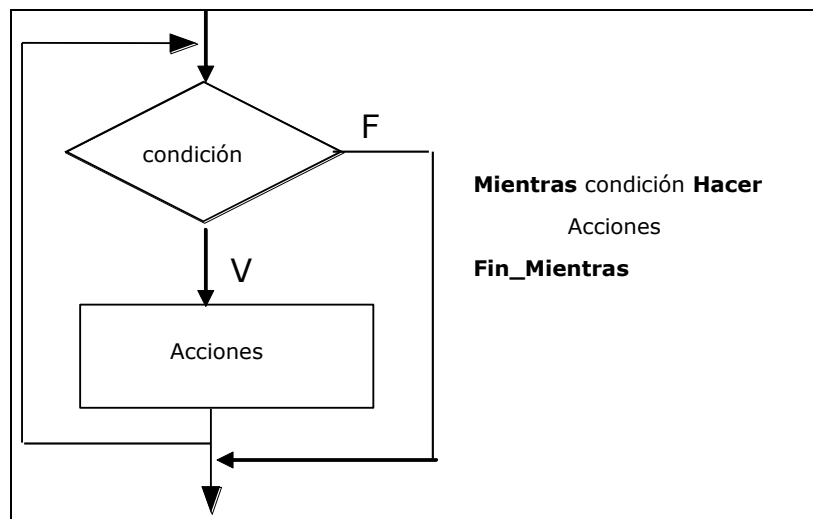 condición
F
V
Acciones
Mientras condición Hacer
Acciones
Fin_Mientras